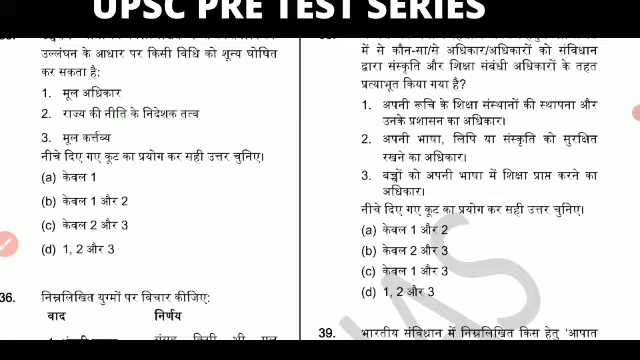 UPSC PRE TEST SERIES
उल्लंघन के आधार पर किसी विधि को शून्य घोषित
कर सकता है:
1. मूल अधिकार
2. राज्य की नीति के निदेशक तत्व
3. मूल कर्त्तव्य
नीचे दिए गए कूट का प्रयोग कर सही उत्तर चुनिए।
(a) केवल 1
(b) केवल 1 और 2
(c) केवल 2 और 3
(d) 1, 2 और 3
36. निम्नलिखित युग्मों पर विचार कीजिए:
वाद निर्णय
में से कौन-सा/से अधिकार/अधिकारों को संविधान
द्वारा संस्कृति और शिक्षा संबंधी अधिकारों के तहत
प्रत्याभूत किया गया है?
1. अपनी रूचि के शिक्षा संस्थानों की स्थापना और
उनके प्रशासन का अधिकार।
2. अपनी भाषा, लिपि या संस्कृति को सुरक्षित
रखने का अधिकार।
3. बच्चों को अपनी भाषा में शिक्षा प्राप्त करने का
अधिकार।
नीचे दिए गए कूट का प्रयोग कर सही उत्तर चुनिए।
(a) केवल 1 और 2
(b) केवल 2 और 3
(c) केवल 1 और 3
(d) 1, 2 और 3
39. भारतीय संविधान में निम्नलिखित किस हेतु 'आपात